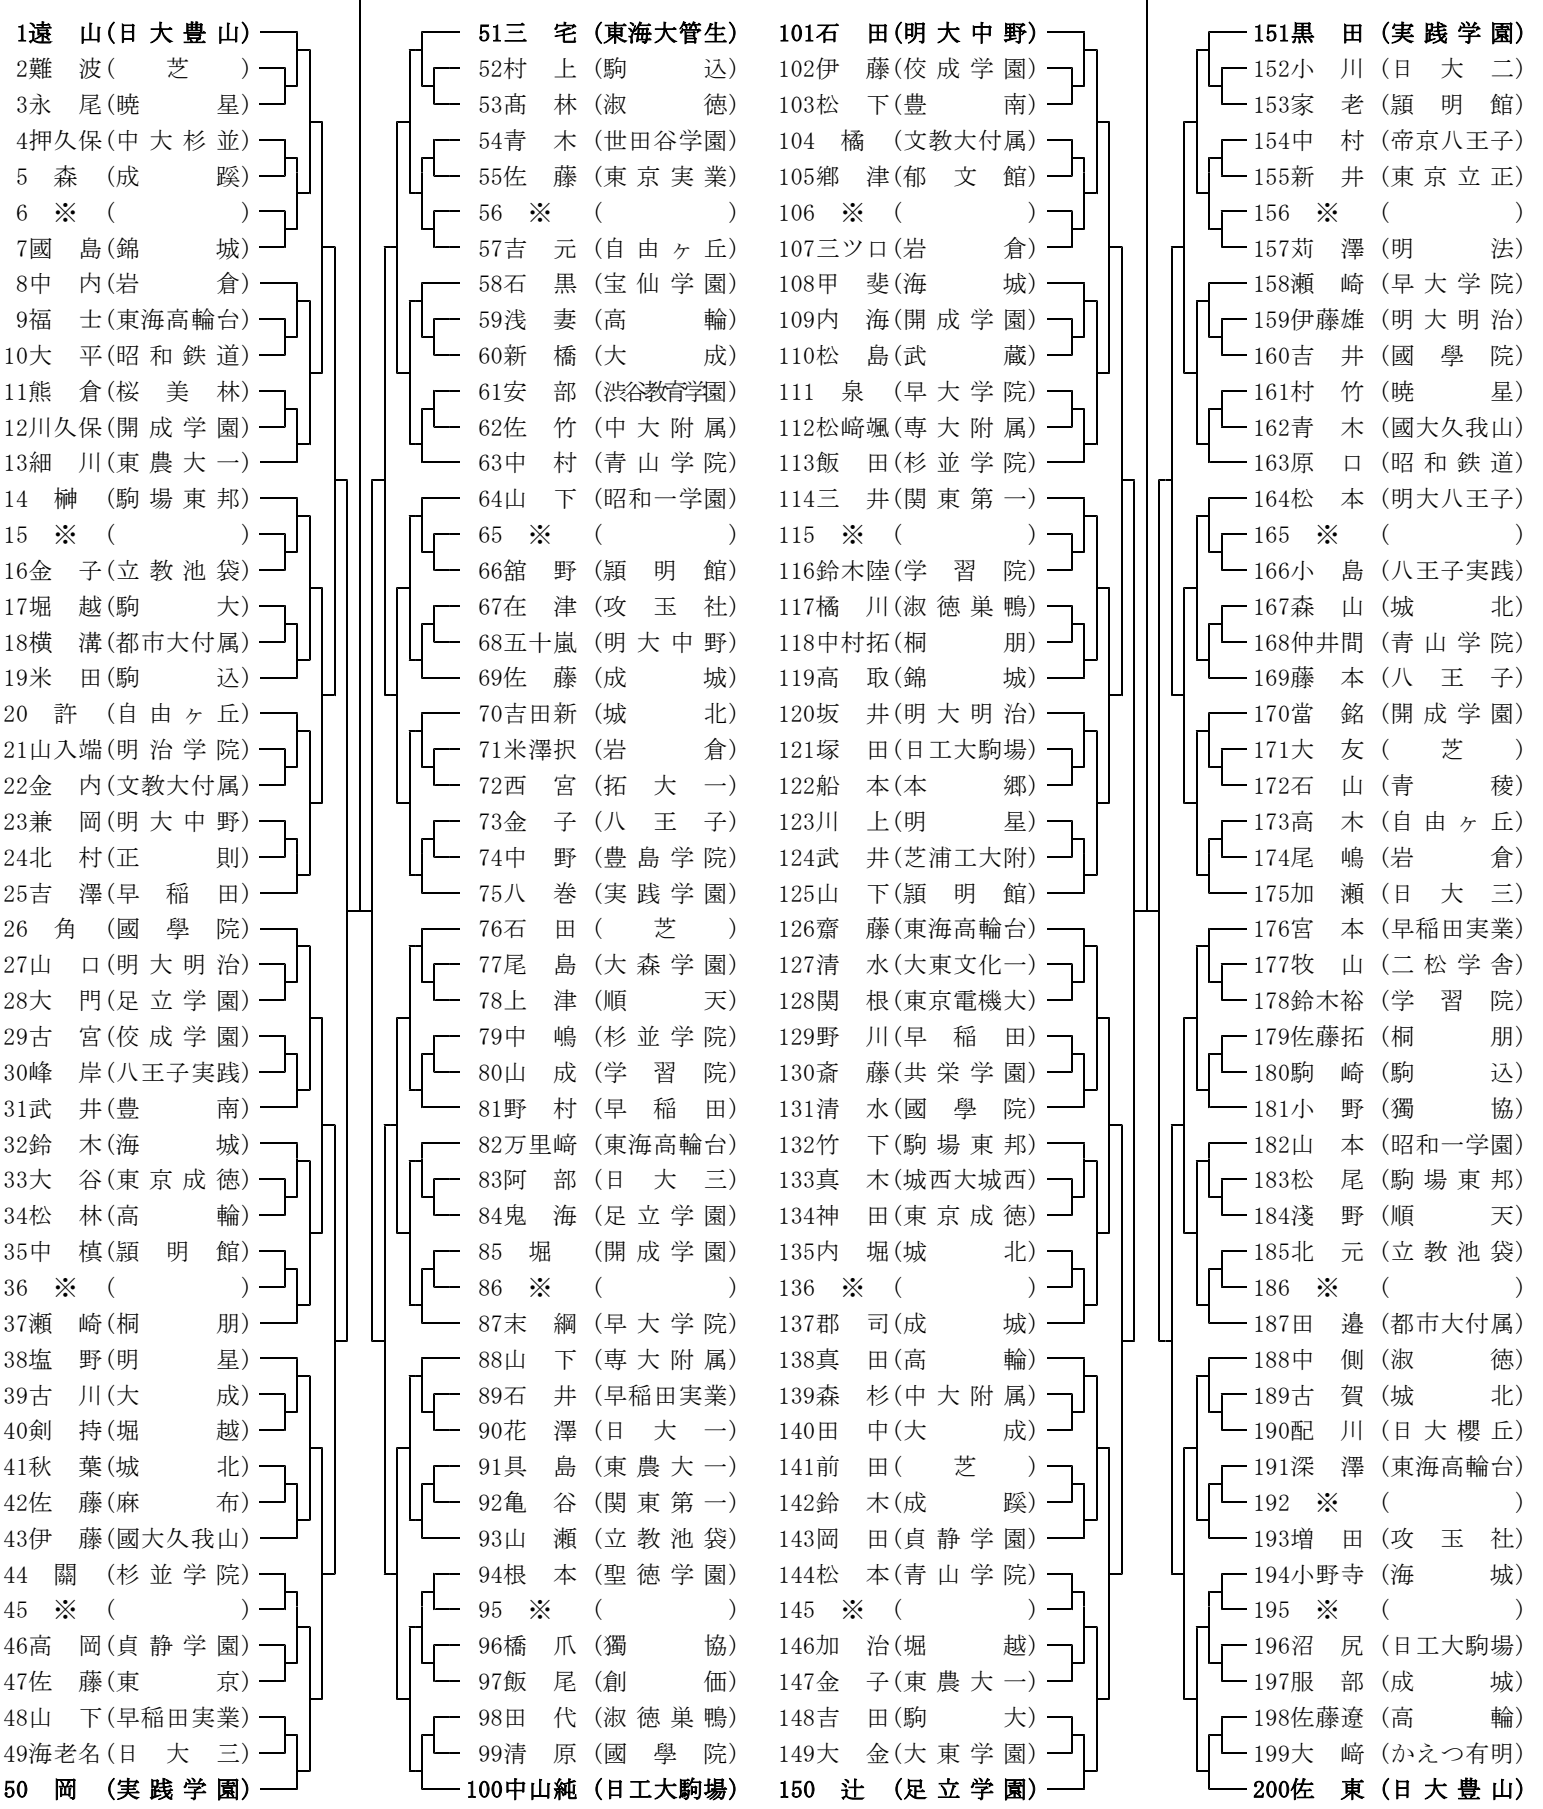 1遠　山(日 大 豊 山)
2難　波(　　芝　　)
3永　尾(暁　　　　星)
4押久保(中 大 杉 並)
5　森　(成　　　　蹊)
6　※　(　　　　　)
7國　島(錦　　　　城)
8中　内(岩　　　　倉)
9福　士(東海高輪台)
10大　平(昭 和 鉄 道)
11熊　倉(桜　美　林)
12川久保(開 成 学 園)
13細　川(東 農 大 一)
14　榊　(駒 場 東 邦)
15　※　(　　　　　)
16金　子(立 教 池 袋)
17堀　越(駒　　　　大)
18横　溝(都市大付属)
19米　田(駒　　　　込)
20　許　(自 由 ヶ 丘)
21山入端(明 治 学 院)
22金　内(文教大付属)
23兼　岡(明 大 中 野)
24北　村(正　　　　則)
25吉　澤(早　稲　田)
26　角　(國　學　院)
27山　口(明 大 明 治)
28大　門(足 立 学 園)
29古　宮(佼 成 学 園)
30峰　岸(八王子実践)
31武　井(豊　　　　南)
32鈴　木(海　　　　城)
33大　谷(東 京 成 徳)
34松　林(高　　　　輪)
35中　槙(頴　明　館)
36　※　(　　　　　)
37瀬　崎(桐　　　　朋)
38塩　野(明　　　　星)
39古　川(大　　　　成)
40剣　持(堀　　　　越)
41秋　葉(城　　　　北)
42佐　藤(麻　　　　布)
43伊　藤(國大久我山)
44　關　(杉 並 学 院)
45　※　(　　　　　)
46高　岡(貞 静 学 園)
47佐　藤(東　　　　京)
48山　下(早稲田実業)
49海老名(日　大　三)
50　岡　(実 践 学 園)
51三　宅 (東海大管生)
52村　上 (駒　　　　込)
53髙　林 (淑　　　　徳)
54青　木 (世田谷学園)
55佐　藤 (東 京 実 業)
56　※　(　　　　　)
57吉　元 (自 由 ヶ 丘)
58石　黒 (宝 仙 学 園)
59浅　妻 (高　　　　輪)
60新　橋 (大　　　　成)
61安　部 (渋谷教育学園)
62佐　竹 (中 大 附 属)
63中　村 (青 山 学 院)
64山　下 (昭和一学園)
65　※　(　　　　　)
66舘　野 (頴　明　館)
67在　津 (攻　玉　社)
68五十嵐 (明 大 中 野)
69佐　藤 (成　　　　城)
70吉田新 (城　　　　北)
71米澤択 (岩　　　　倉)
72西　宮 (拓　大　一)
73金　子 (八　王　子)
74中　野 (豊 島 学 院)
75八　巻 (実 践 学 園)
76石　田 (　　芝　　)
77尾　島 (大 森 学 園)
78上　津 (順　　　　天)
79中　嶋 (杉 並 学 院)
80山　成 (学　習　院)
81野　村 (早　稲　田)
82万里﨑 (東海高輪台)
83阿　部 (日　大　三)
84鬼　海 (足 立 学 園)
85　堀　(開 成 学 園)
86　※　(　　　　　)
87末　綱 (早 大 学 院)
88山　下 (専 大 附 属)
89石　井 (早稲田実業)
90花　澤 (日　大　一)
91具　島 (東 農 大 一)
92亀　谷 (関 東 第 一)
93山　瀬 (立 教 池 袋)
94根　本 (聖 徳 学 園)
95　※　(　　　　　)
96橋　爪 (獨　　　　協)
97飯　尾 (創　　　　価)
98田　代 (淑 徳 巣 鴨)
99清　原 (國　學　院)
100中山純 (日工大駒場)
101石　田(明 大 中 野)
102伊　藤(佼 成 学 園)
103松　下(豊　　　　南)
104　橘　(文教大付属)
105郷　津(郁　文　館)
106　※　(　　　　　)
107三ツ口(岩　　　　倉)
108甲　斐(海　　　　城)
109内　海(開 成 学 園)
110松　島(武　　　　蔵)
111　泉　(早 大 学 院)
112松﨑颯(専 大 附 属)
113飯　田(杉 並 学 院)
114三　井(関 東 第 一)
115　※　(　　　　　)
116鈴木陸(学　習　院)
117橘　川(淑 徳 巣 鴨)
118中村拓(桐　　　　朋)
119高　取(錦　　　　城)
120坂　井(明 大 明 治)
121塚　田(日工大駒場)
122船　本(本　　　　郷)
123川　上(明　　　　星)
124武　井(芝浦工大附)
125山　下(頴　明　館)
126齋　藤(東海高輪台)
127清　水(大東文化一)
128関　根(東京電機大)
129野　川(早　稲　田)
130斎　藤(共 栄 学 園)
131清　水(國　學　院)
132竹　下(駒 場 東 邦)
133真　木(城西大城西)
134神　田(東 京 成 徳)
135内　堀(城　　　　北)
136　※　(　　　　　)
137郡　司(成　　　　城)
138真　田(高　　　　輪)
139森　杉(中 大 附 属)
140田　中(大　　　　成)
141前　田(　　芝　　)
142鈴　木(成　　　　蹊)
143岡　田(貞 静 学 園)
144松　本(青 山 学 院)
145　※　(　　　　　)
146加　治(堀　　　　越)
147金　子(東 農 大 一)
148吉　田(駒　　　　大)
149大　金(大 東 学 園)
150　辻　(足 立 学 園)
151黒　田 (実 践 学 園)
152小　川 (日　大　二)
153家　老 (頴　明　館)
154中　村 (帝京八王子)
155新　井 (東 京 立 正)
156　※　(　　　　　)
157苅　澤 (明　　　　法)
158瀬　崎 (早 大 学 院)
159伊藤雄 (明 大 明 治)
160吉　井 (國　學　院)
161村　竹 (暁　　　　星)
162青　木 (國大久我山)
163原　口 (昭 和 鉄 道)
164松　本 (明大八王子)
165　※　(　　　　　)
166小　島 (八王子実践)
167森　山 (城　　　　北)
168仲井間 (青 山 学 院)
169藤　本 (八　王　子)
170當　銘 (開 成 学 園)
171大　友 (　　芝　　)
172石　山 (青　　　　稜)
173高　木 (自 由 ヶ 丘)
174尾　嶋 (岩　　　　倉)
175加　瀬 (日　大　三)
176宮　本 (早稲田実業)
177牧　山 (二 松 学 舎)
178鈴木裕 (学　習　院)
179佐藤拓 (桐　　　　朋)
180駒　崎 (駒　　　　込)
181小　野 (獨　　　　協)
182山　本 (昭和一学園)
183松　尾 (駒 場 東 邦)
184淺　野 (順　　　　天)
185北　元 (立 教 池 袋)
186　※　(　　　　　)
187田　邉 (都市大付属)
188中　側 (淑　　　　徳)
189古　賀 (城　　　　北)
190配　川 (日 大 櫻 丘)
191深　澤 (東海高輪台)
192　※　(　　　　　)
193増　田 (攻　玉　社)
194小野寺 (海　　　　城)
195　※　(　　　　　)
196沼　尻 (日工大駒場)
197服　部 (成　　　　城)
198佐藤遼 (高　　　　輪)
199大　﨑 (かえつ有明)
200佐　東 (日 大 豊 山)